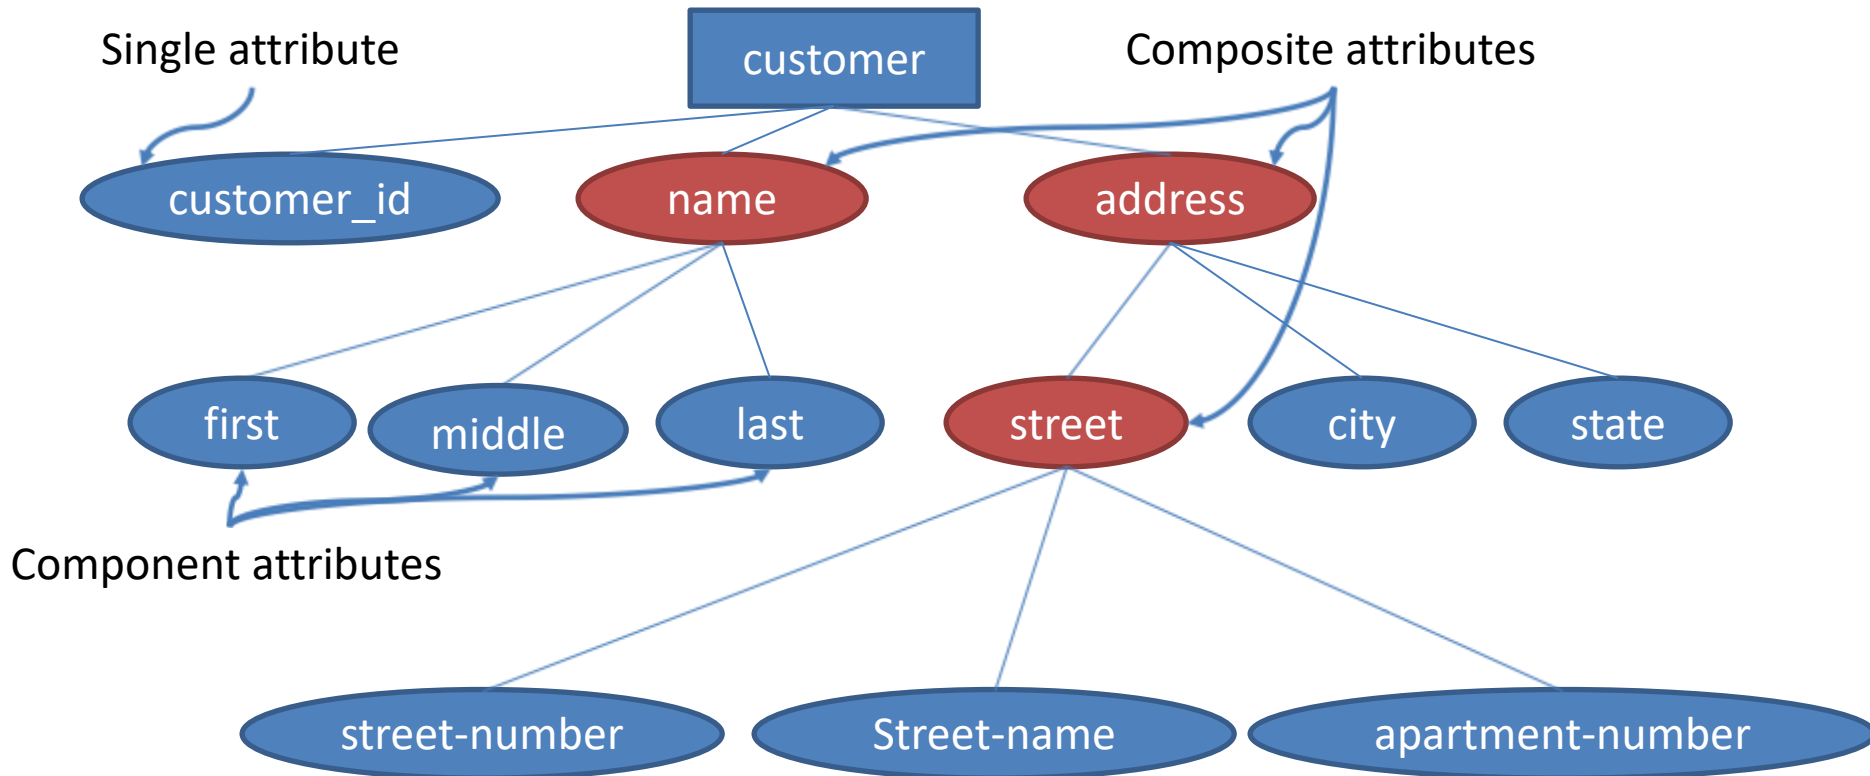 Single attribute
customer
Composite attributes
customer_id
name
address
first
middle
last
street
city
state
Component attributes
street-number
Street-name
apartment-number